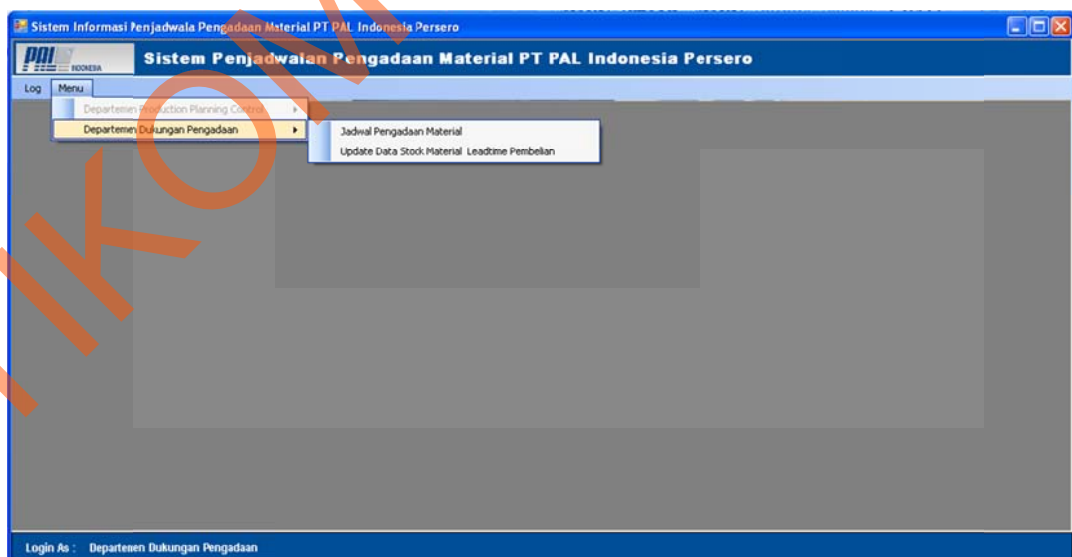 Sistem Informasi Penjadwala Pengadaan Material PT PAL Indonesia Persero
PAL INDONESIA
Sistem Penjadwalan Pengadaan Material PT PAL Indonesia Persero
Log Menu
Departemen Production Planning Control
Departemen Dukungan Pengadaan
Jadwal Pengadaan Material
Update Data Stock Material Leadtime Pembelian
IKOM
Login As : Departemen Dukungan Pengadaan